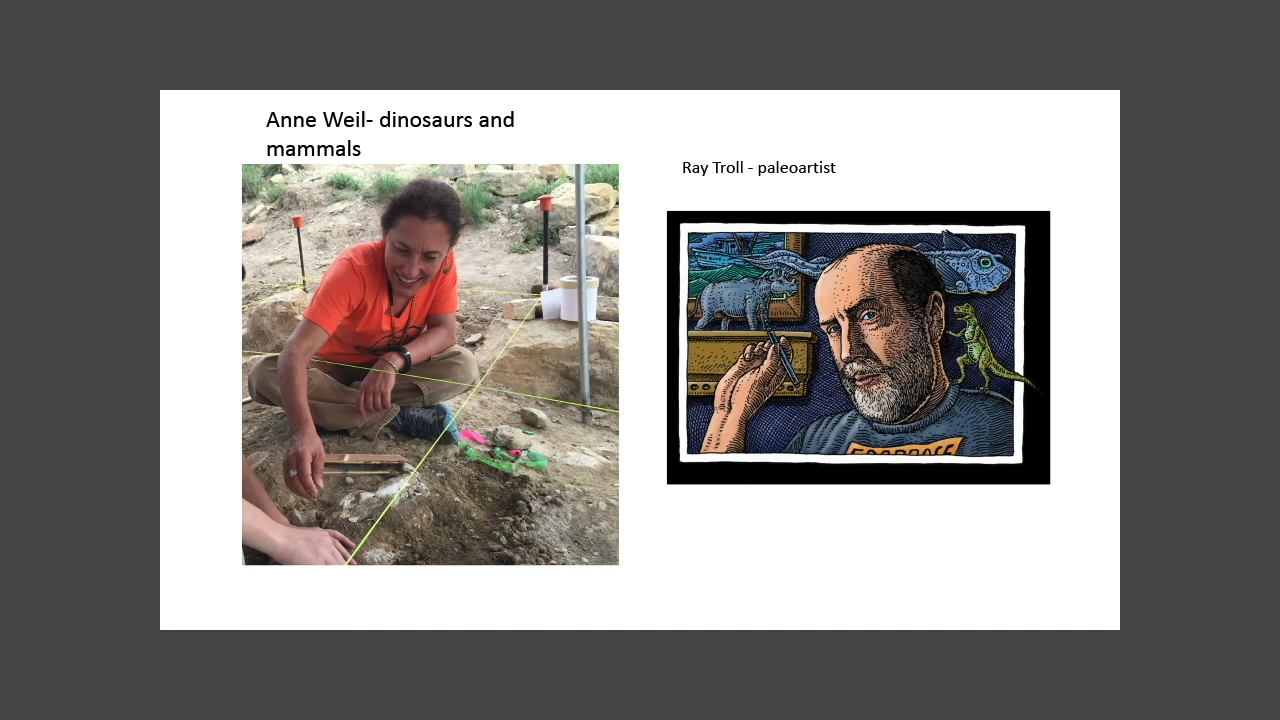 Anne Weil- dinosaurs and
mammals
Ray Troll - paleoartist